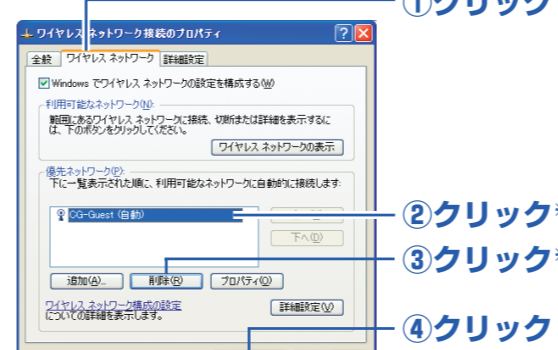 ①クリック
ワイヤレス ネットワーク接続のプロパティ
全般 ワイヤレス ネットワーク 詳細設定
Windows でワイヤレス ネットワークの設定を構成する(W)
利用可能なネットワーク(N):
範囲にあるワイヤレス ネットワークに接続、切断または詳細を表示するに
は、下のボタンをクリックしてください。
ワイヤレス ネットワークの表示
優先ネットワーク(P):
下に一覧表示された順に、利用可能なネットワークに自動的に接続します:
CG-Guest (自動)
②クリック*
下へ(D)
③クリック*
追加(A)... 削除(R) プロパティ(O)
ワイヤレス ネットワーク構成の設定
についての詳細を表示します。
詳細設定(V)
④クリック